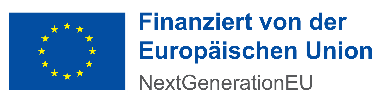 Finanziert von der
Europäischen Union
NextGenerationEU